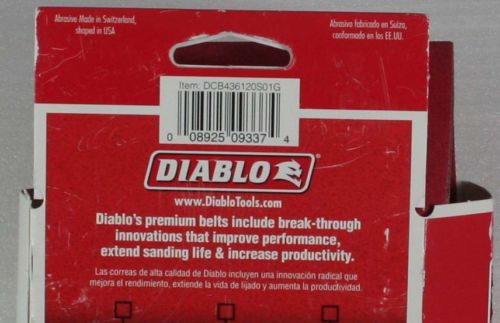 Abrasive Made in Switzerland,
shaped in USA
Abrasivo fabricado en Suiza,
conformado en los EE.UU.
Item: DCB436120S01G
0 08925 09337 4
DIABLO
www.DiabloTools.com
Diablo's premium belts include break-through
innovations that improve performance,
extend sanding life & increase productivity.
Las correas de alta calidad de Diablo incluyen una innovación radical que
mejora el rendimiento, extiende la vida de lijado y aumenta la productividad.